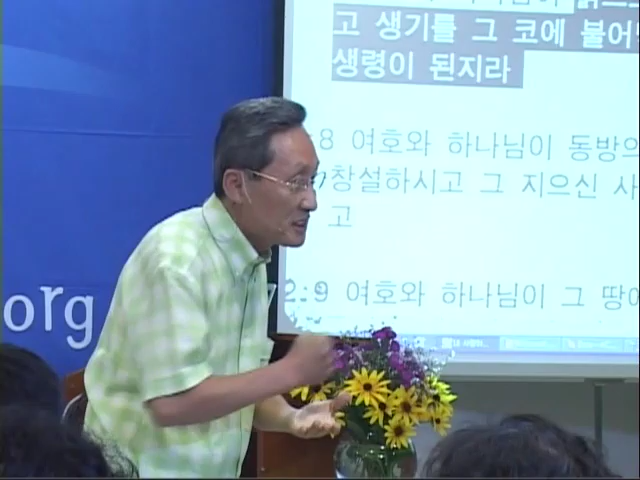 고 생기를 그 코에 불어
생령이 된지라
:8 여호와 하나님이 동방의
창설하시고 그 지으신 사
고
2:9 여호와 하나님이 그 땅에
org